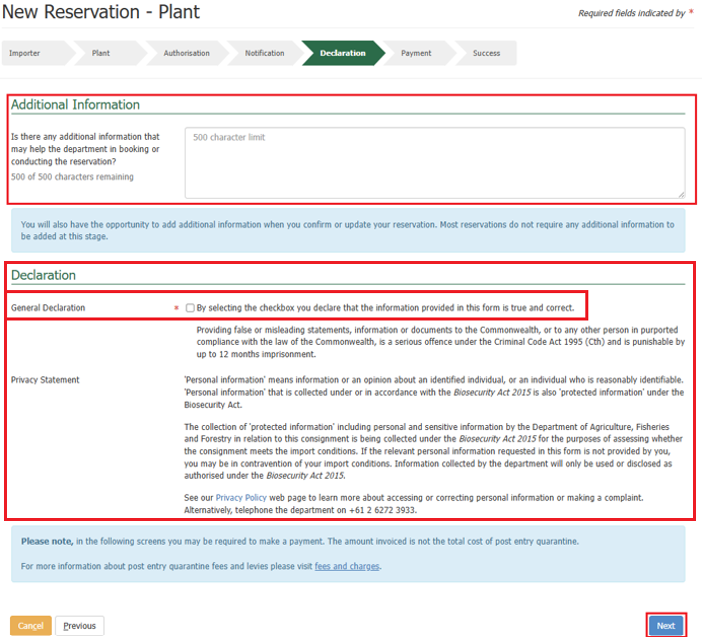 New Reservation - Plant
Required fields indicated by *
Importer
Plant
Authorisation
Notification
Declaration
Payment
Success
Additional Information
Is there any additional information that
may help the department in booking or
conducting the reservation?
500 of 500 characters remaining
500 character limit
You will also have the opportunity to add additional information when you confirm or update your reservation. Most reservations do not require any additional information to
be added at this stage.
Declaration
General Declaration
* By selecting the checkbox you declare that the information provided in this form is true and correct.
Providing false or misleading statements, information or documents to the Commonwealth, or to any other person in purported
compliance with the law of the Commonwealth, is a serious offence under the Criminal Code Act 1995 (Cth) and is punishable by
up to 12 months imprisonment.
Privacy Statement
'Personal information' means information or an opinion about an identified individual, or an individual who is reasonably identifiable.
'Personal information' that is collected under or in accordance with the Biosecurity Act 2015 is also 'protected information' under the
Biosecurity Act.
The collection of 'protected information' including personal and sensitive information by the Department of Agriculture, Fisheries
and Forestry in relation to this consignment is being collected under the Biosecurity Act 2015 for the purposes of assessing whether
the consignment meets the import conditions. If the relevant personal information requested in this form is not provided by you,
you may be in contravention of your import conditions. Information collected by the department will only be used or disclosed as
authorised under the Biosecurity Act 2015.
See our Privacy Policy web page to learn more about accessing or correcting personal information or making a complaint.
Alternatively, telephone the department on +61 2 6272 3933.
Please note, in the following screens you may be required to make a payment. The amount invoiced is not the total cost of post entry quarantine.
For more information about post entry quarantine fees and levies please visit fees and charges.
Cancel
Previous
Next